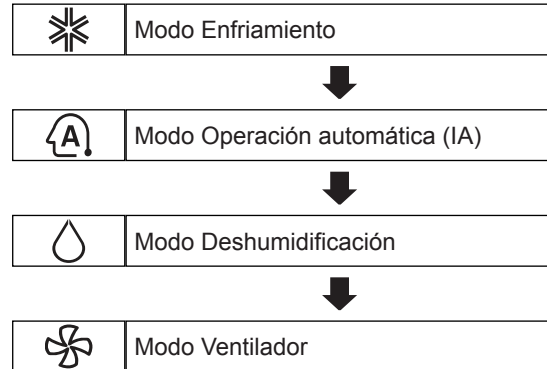 Modo Enfriamiento
A
Modo Operación automática (IA)
Modo Deshumidificación
Modo Ventilador